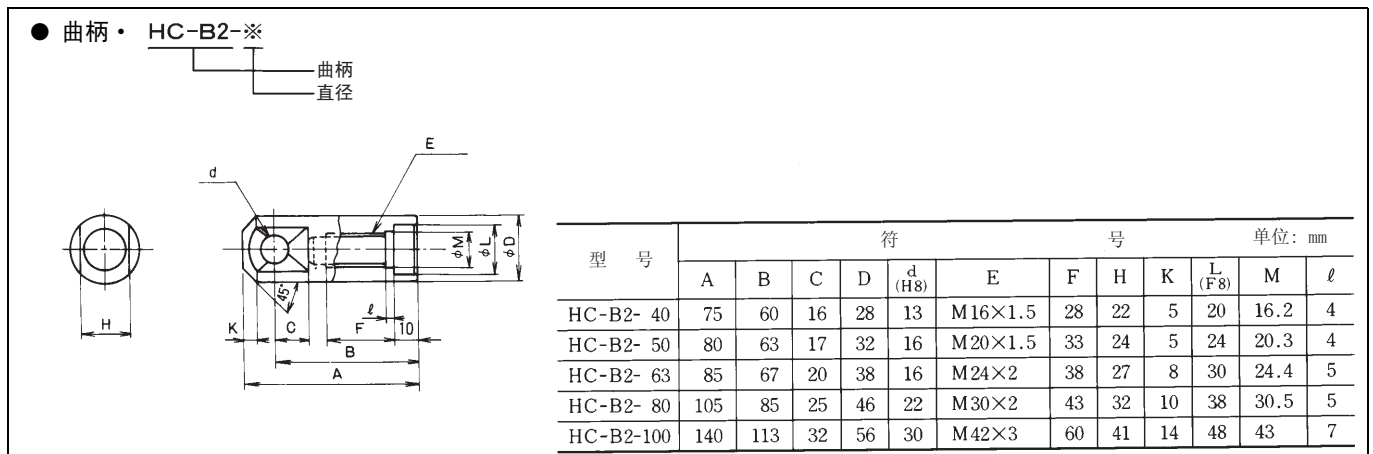 ● 曲柄・ HC-B2-※
曲柄
直径
E
d
φM
φL
φD
45°
ℓ
H
K
C
F
10
B
A
型 号 符 号 单位: mm
A B C D d (H8) E F H K L (F8) M ℓ
HC-B2- 40 75 60 16 28 13 M16×1.5 28 22 5 20 16.2 4
HC-B2- 50 80 63 17 32 16 M20×1.5 33 24 5 24 20.3 4
HC-B2- 63 85 67 20 38 16 M24×2 38 27 8 30 24.4 5
HC-B2- 80 105 85 25 46 22 M30×2 43 32 10 38 30.5 5
HC-B2-100 140 113 32 56 30 M42×3 60 41 14 48 43 7